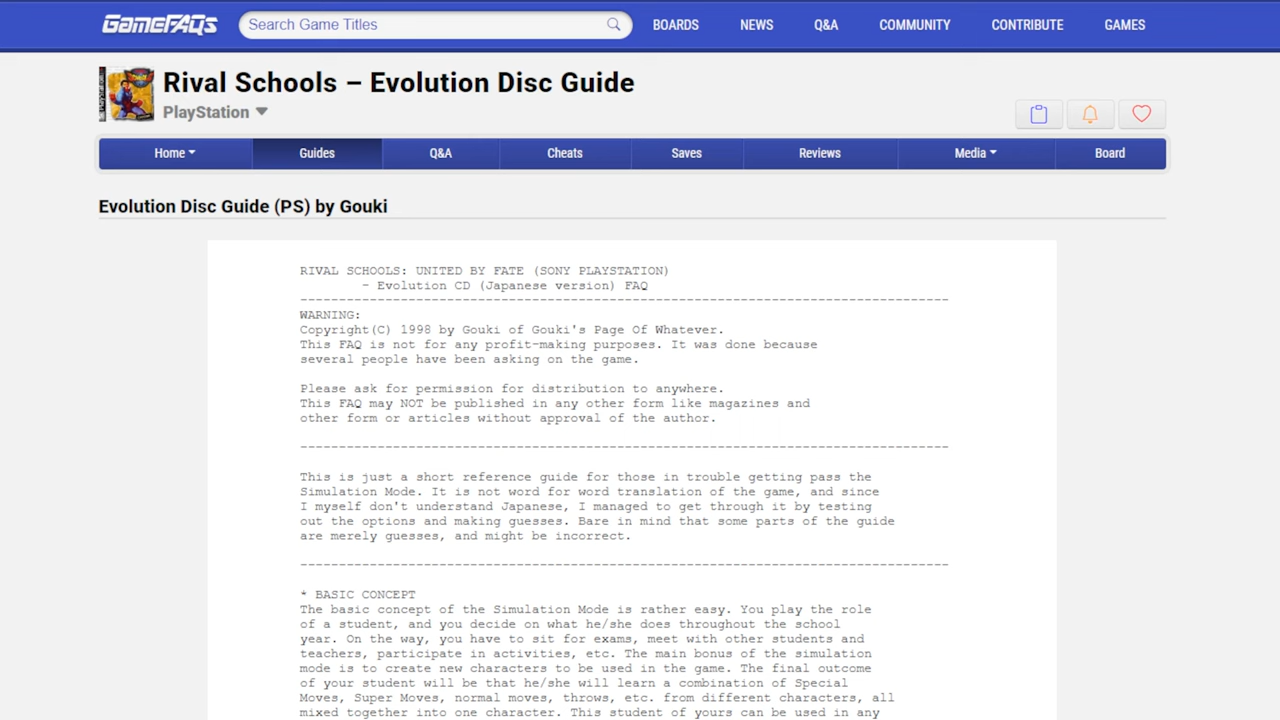 GameFAQs
Search Game Titles
BOARDS
NEWS
Q&A
COMMUNITY
CONTRIBUTE
GAMES
Rival Schools – Evolution Disc Guide
PlayStation
Home
Guides
Q&A
Cheats
Saves
Reviews
Media
Board
Evolution Disc Guide (PS) by Gouki
RIVAL SCHOOLS: UNITED BY FATE (SONY PLAYSTATION)
- Evolution CD (Japanese version) FAQ
------------------------------------------------------------------------------------
WARNING:
Copyright(C) 1998 by Gouki of Gouki's Page Of Whatever.
This FAQ is not for any profit-making purposes. It was done because
several people have been asking on the game.
Please ask for permission for distribution to anywhere.
This FAQ may NOT be published in any other form like magazines and
other form or articles without approval of the author.
------------------------------------------------------------------------------------
This is just a short reference guide for those in trouble getting pass the
Simulation Mode. It is not word for word translation of the game, and since
I myself don't understand Japanese, I managed to get through it by testing
out the options and making guesses. Bare in mind that some parts of the guide
are merely guesses, and might be incorrect.
------------------------------------------------------------------------------------
* BASIC CONCEPT
The basic concept of the Simulation Mode is rather easy. You play the role
of a student, and you decide on what he/she does throughout the school
year. On the way, you have to sit for exams, meet with other students and
teachers, participate in activities, etc. The main bonus of the simulation
mode is to create new characters to be used in the game. The final outcome
of your student will be that he/she will learn a combination of Special
Moves, Super Moves, normal moves, throws, etc. from different characters, all
mixed together into one character. This student of yours can be used in any